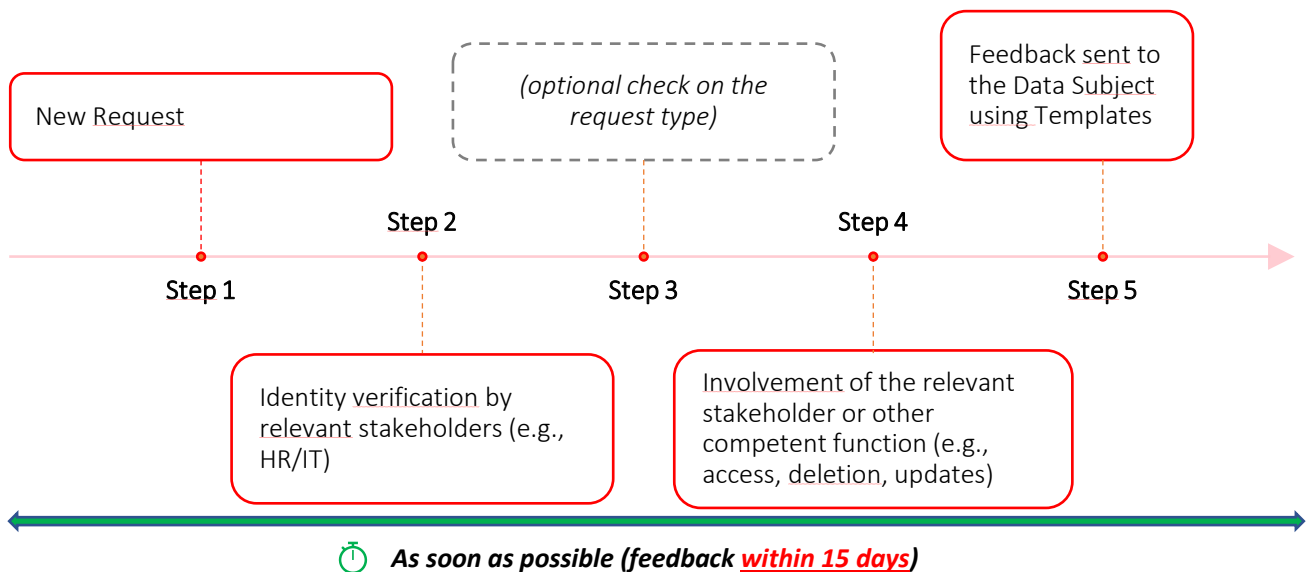 New Request
(optional check on the
request type)
Feedback sent to
the Data Subject
using Templates
Step 2
Step 4
Step 1
Step 3
Step 5
Identity verification by
relevant stakeholders (e.g.,
HR/IT)
Involvement of the relevant
stakeholder or other
competent function (e.g.,
access, deletion, updates)
As soon as possible (feedback within 15 days)